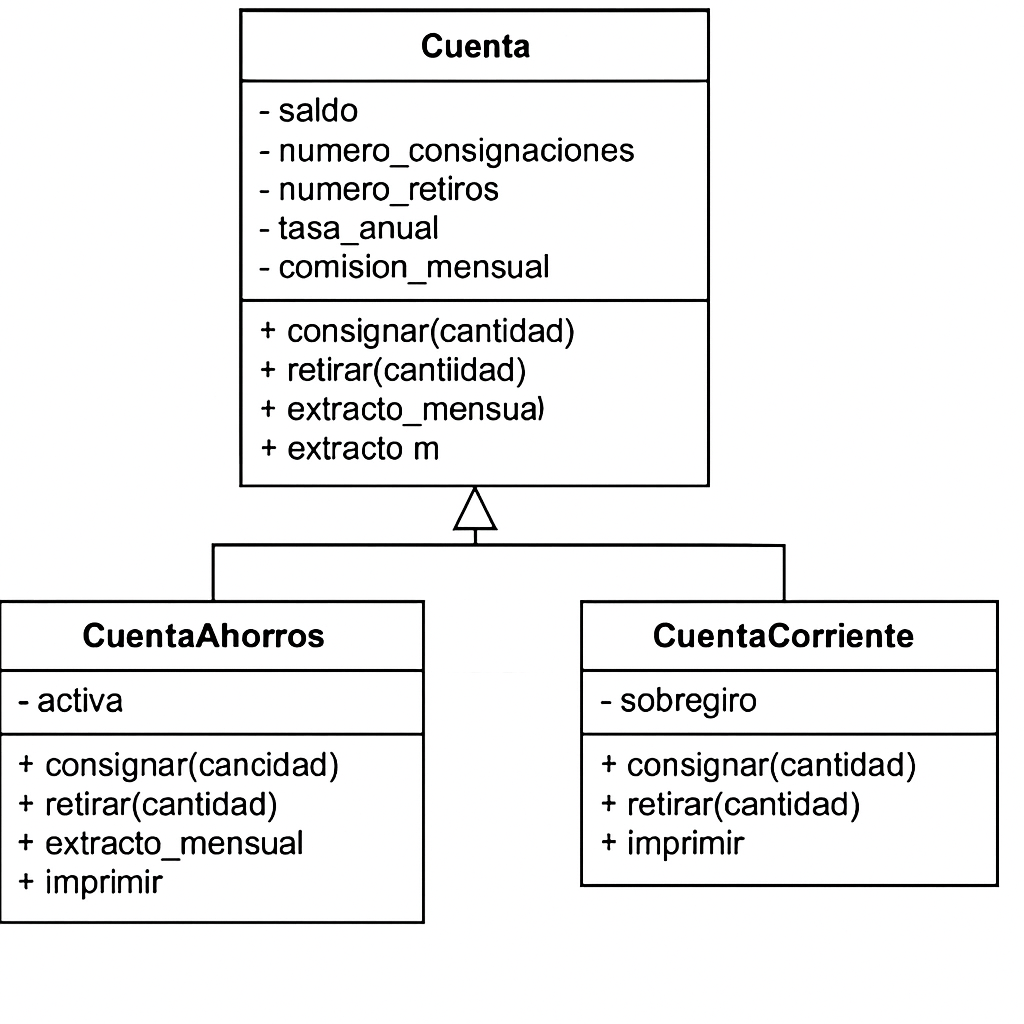 Cuenta
- saldo
- numero_consignaciones
- numero_retiros
- tasa_anual
- comision_mensual
+ consignar(cantidad)
+ retirar(cantiidad)
+ extracto_mensual)
+ extracto m
CuentaAhorros
- activa
+ consignar(cancidad)
+ retirar(cantidad)
+ extracto_mensual
+ imprimir
CuentaCorriente
- sobregiro
+ consignar(cantidad)
+ retirar(cantidad)
+ imprimir